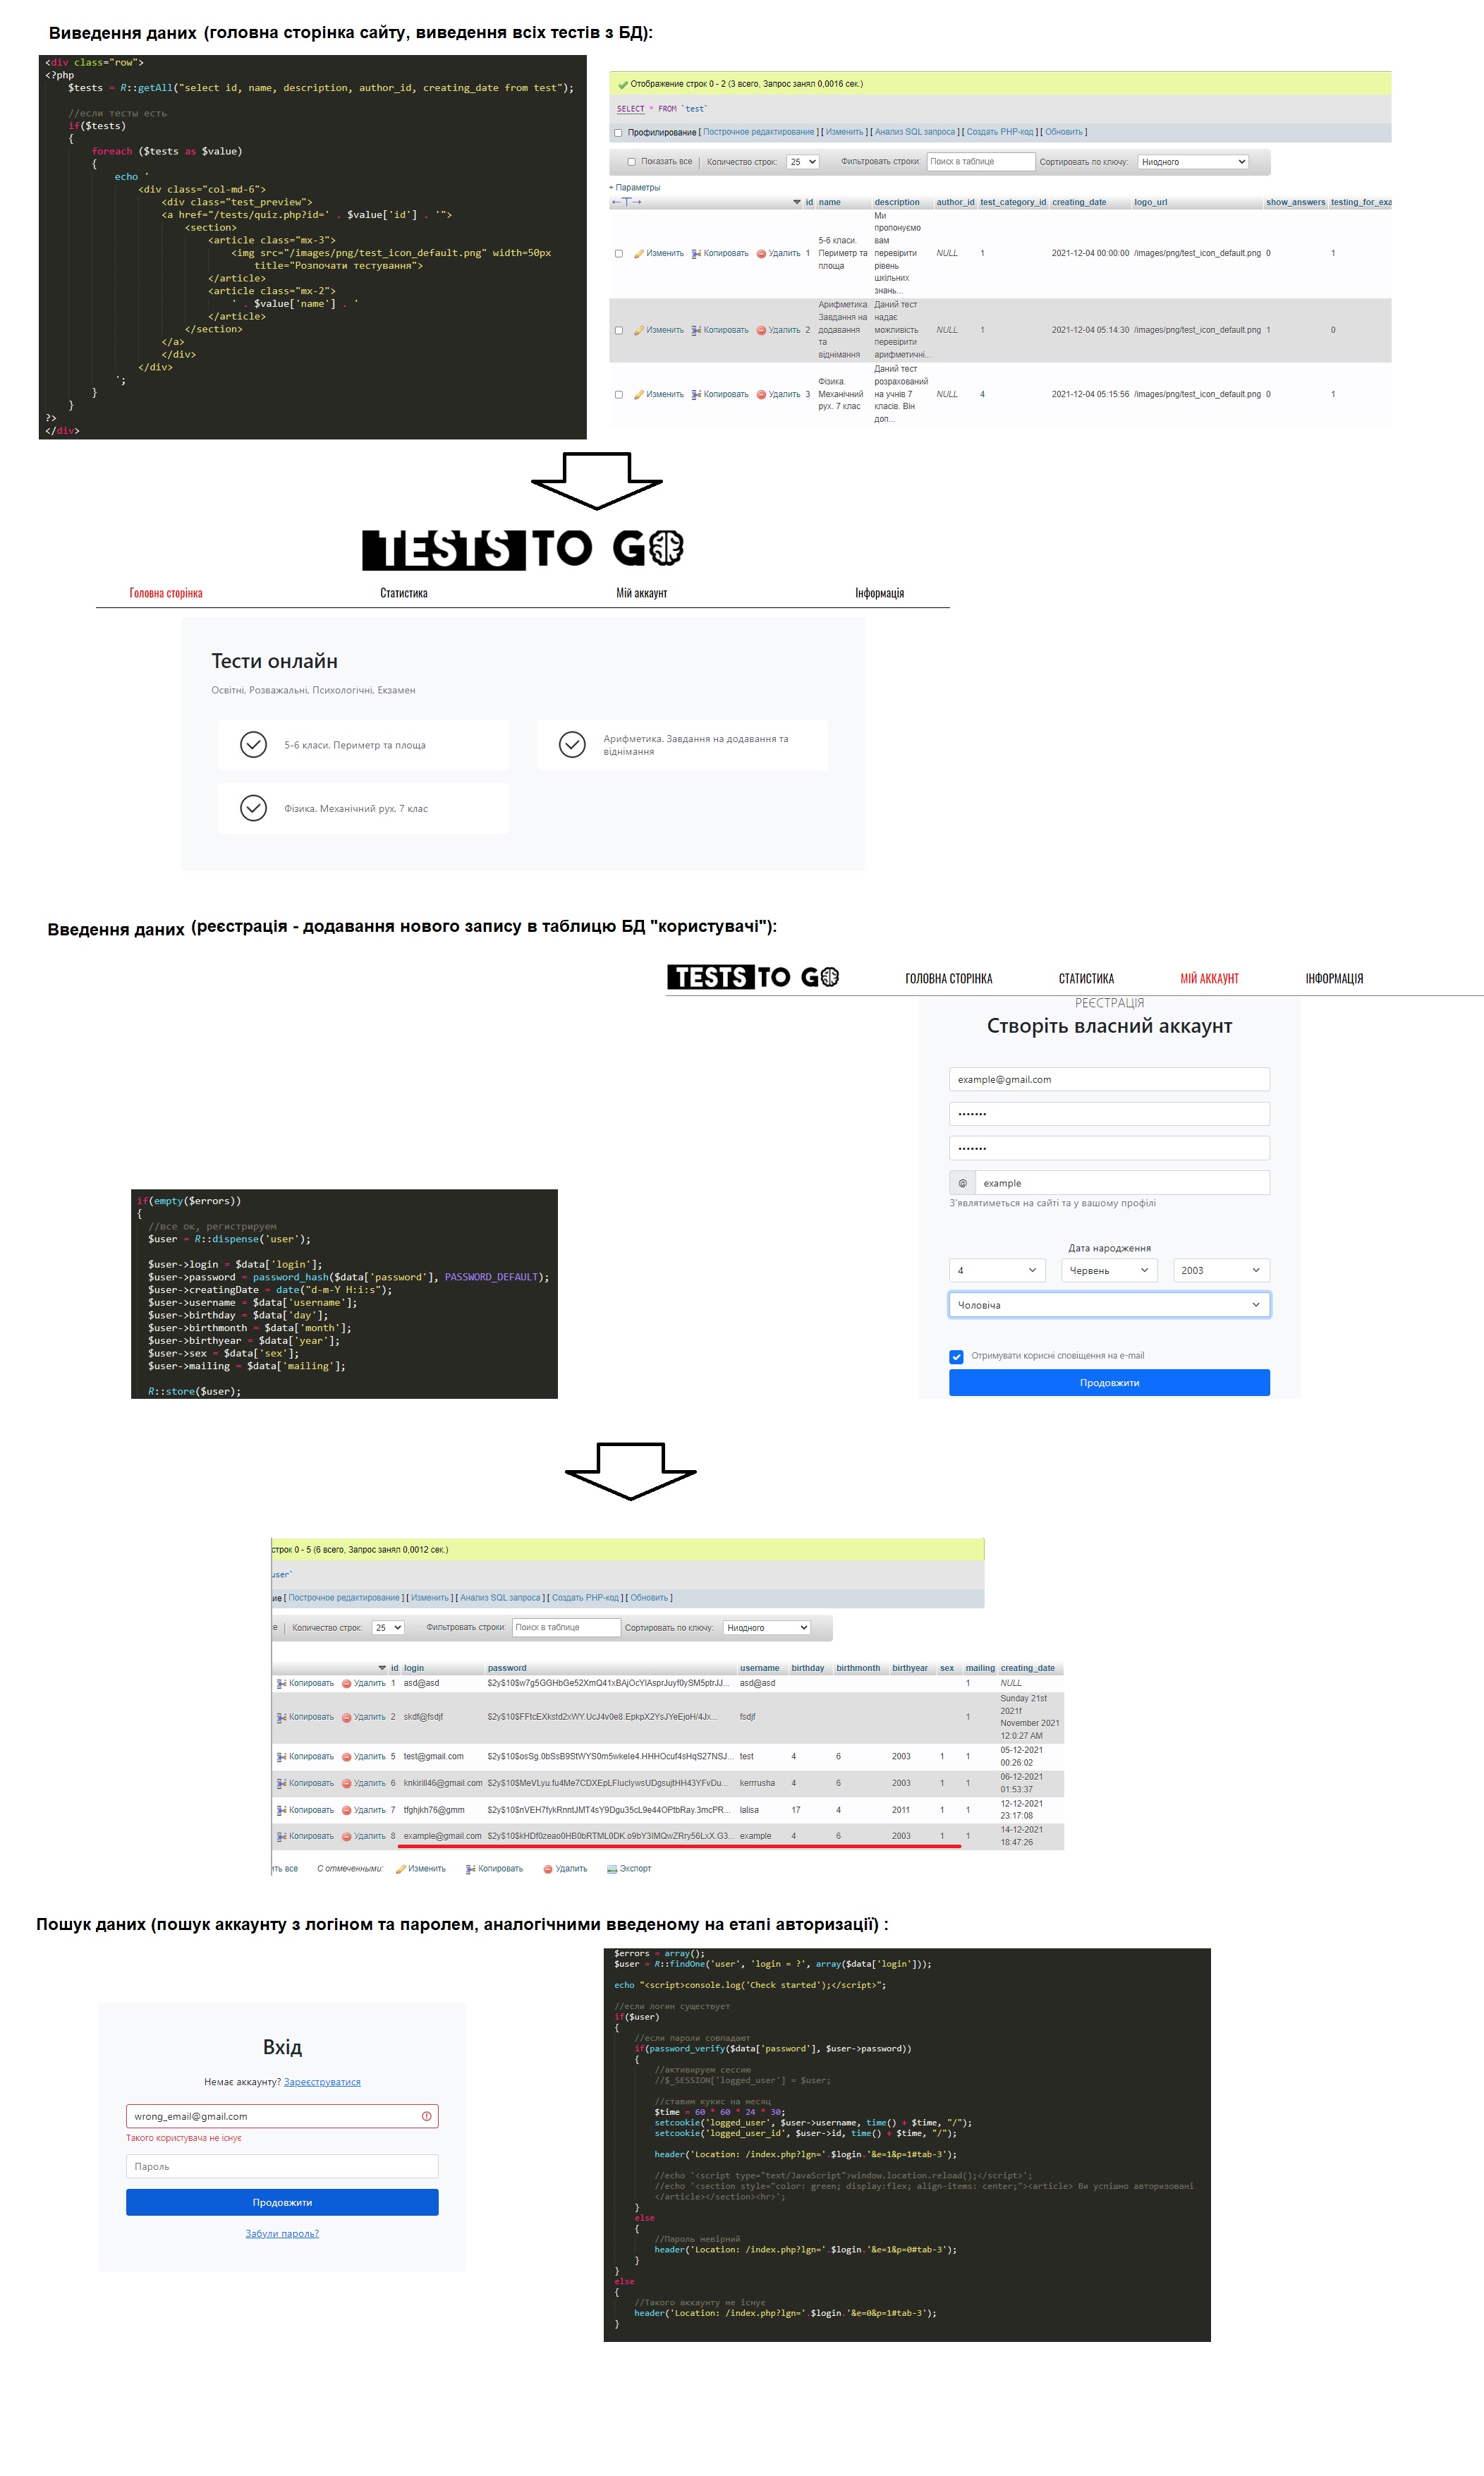 Виведення даних (головна сторінка сайту, виведення всіх тестів з БД):
<div class="row">
<?php
$tests = R::getAll("select id, name, description, author_id, creating_date from test");
//если тесты есть
if($tests)
{
foreach ($tests as $value)
{
echo '
<div class="col-md-6">
<div class="test_preview">
<a href="/tests/quiz.php?id=' . $value['id'] . '">
<section>
<article class="mx-3">
<img src="/images/png/test_icon_default.png" width=50px
title="Розпочати тестування">
</article>
<article class="mx-2">
' . $value['name'] . '
</article>
</section>
</a>
</div>
</div>
';
}
}
?>
</div>
Отображение строк 0 - 2 (3 всего, Запрос занял 0,0016 сек.)
SELECT * FROM `test`
Профилирование [ Построчное редактирование ] [ Изменить ] [ Анализ SQL запроса ] [ Создать PHP-код ] [ Обновить ]
Показать все | Количество строк: 25 Фильтровать строки: Поиск в таблице Сортировать по ключу: Ниодного
+ Параметры
←T→ id name description author_id test_category_id creating_date logo_url show_answers testing_for_exa
Изменить Копировать Удалить 1 5-6 класи. Периметр та площа Ми пропонуємо вам перевірити рівень шкільних знань... NULL 1 2021-12-04 00:00:00 /images/png/test_icon_default.png 0 1
Изменить Копировать Удалить 2 Арифметика. Завдання на додавання та віднімання Даний тест надає можливість перевірити арифметичні... NULL 1 2021-12-04 05:14:30 /images/png/test_icon_default.png 1 0
Изменить Копировать Удалить 3 Фізика. Механічний рух. 7 клас Даний тест розрахований на учнів 7 класів. Він доп... NULL 4 2021-12-04 05:15:56 /images/png/test_icon_default.png 0 1
TESTS TO GO
Головна сторінка Статистика Мій аккаунт Інформація
Тести онлайн
Освітні, Розважальні, Психологічні, Екзамен
5-6 класи. Периметр та площа
Арифметика. Завдання на додавання та
віднімання
Фізика. Механічний рух. 7 клас
Введення даних (реєстрація - додавання нового запису в таблицю БД "користувачі"):
TESTS TO GO ГОЛОВНА СТОРІНКА СТАТИСТИКА МІЙ АККАУНТ ІНФОРМАЦІЯ
РЕЄСТРАЦІЯ
Створіть власний аккаунт
example@gmail.com
•••••••
•••••••
@ example
З'являтиметься на сайті та у вашому профілі
Дата народження
4 Червень 2003
Чоловіча
Отримувати корисні сповіщення на e-mail
Продовжити
if(empty($errors))
{
//все ок, регистрируем
$user = R::dispense('user');
$user->login = $data['login'];
$user->password = password_hash($data['password'], PASSWORD_DEFAULT);
$user->creatingDate = date("d-m-Y H:i:s");
$user->username = $data['username'];
$user->birthday = $data['day'];
$user->birthmonth = $data['month'];
$user->birthyear = $data['year'];
$user->sex = $data['sex'];
$user->mailing = $data['mailing'];
R::store($user);
строк 0 - 5 (6 всего, Запрос занял 0,0012 сек.)
user`
ие [ Построчное редактирование ] [ Изменить ] [ Анализ SQL запроса ] [ Создать PHP-код ] [ Обновить ]
е | Количество строк: 25 Фильтровать строки: Поиск в таблице Сортировать по ключу: Ниодного
id login password username birthday birthmonth birthyear sex mailing creating_date
Копировать Удалить 1 asd@asd asd@asd 1 NULL
Копировать Удалить 2 skdf@fsdjf fsdjf 1 Sunday 21st 2021f November 2021 12:0:27 AM
Копировать Удалить 5 test@gmail.com test 4 6 2003 1 1 05-12-2021 00:26:02
Копировать Удалить 6 knkirill46@gmail.com kerrrusha 4 6 2003 1 1 06-12-2021 01:53:37
Копировать Удалить 7 tfghjkh76@gmm lalisa 17 4 2011 1 1 12-12-2021 23:17:08
Копировать Удалить 8 example@gmail.com example 4 6 2003 1 1 14-12-2021 18:47:26
ть все С отмеченными: Изменить Копировать Удалить Экспорт
Пошук даних (пошук аккаунту з логіном та паролем, аналогічними введеному на етапі авторизації) :
Вхід
Немає аккаунту? Зареєструватися
wrong_email@gmail.com
Такого користувача не існує
Пароль
Продовжити
Забули пароль?
$errors = array();
$user = R::findOne('user', 'login = ?', array($data['login']));
echo "<script>console.log('Check started');</script>";
//если логин существует
if($user)
{
//если пароли совпадают
if(password_verify($data['password'], $user->password))
{
//активируем сессию
//$_SESSION['logged_user'] = $user;
//ставим кукис на месяц
$time = 60 * 60 * 24 * 30;
setcookie('logged_user', $user->username, time() + $time, "/");
setcookie('logged_user_id', $user->id, time() + $time, "/");
header('Location: /index.php?lgn='.$login.'&e=1&p=1#tab-3');
//echo '<script type="text/JavaScript">window.location.reload();</script>';
//echo '<section style="color: green; display:flex; align-items: center;"><article> Ви успішно авторизовані
</article></section><hr>';
}
else
{
//Пароль невірний
header('Location: /index.php?lgn='.$login.'&e=1&p=0#tab-3');
}
}
else
{
//Такого аккаунту не існує
header('Location: /index.php?lgn='.$login.'&e=0&p=1#tab-3');
}